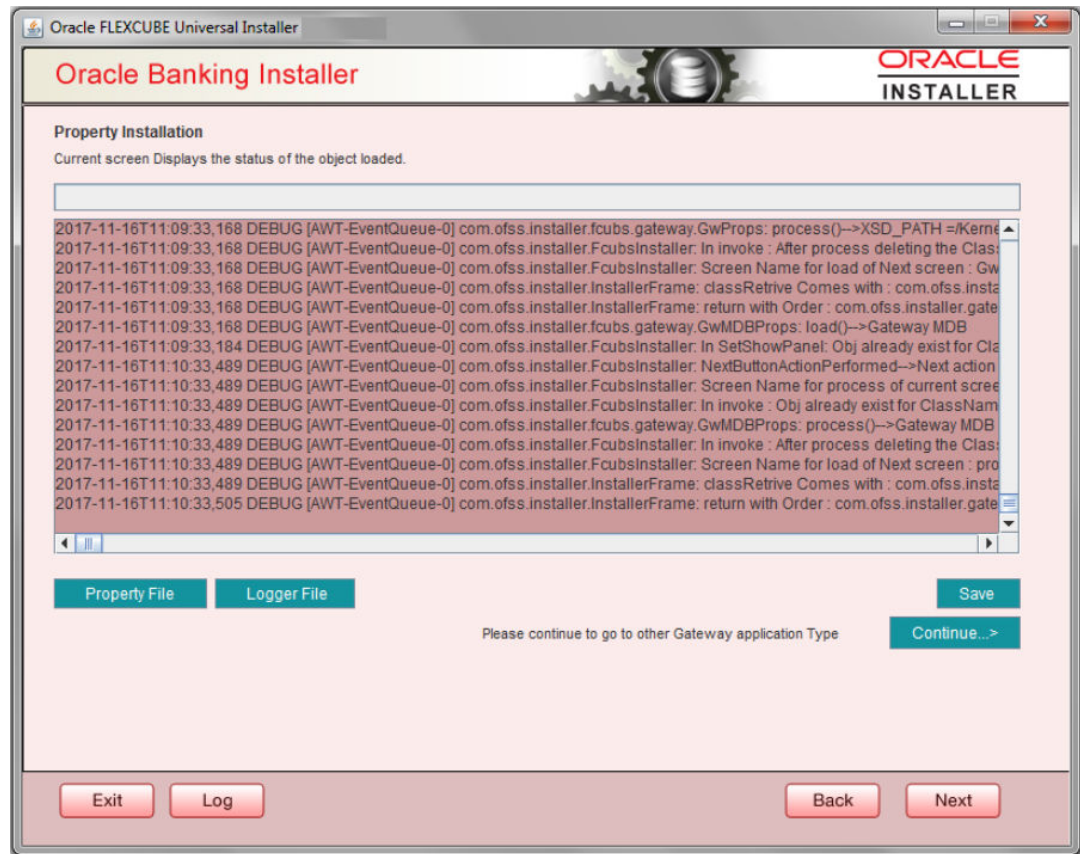 Oracle FLEXCUBE Universal Installer
Oracle Banking Installer
ORACLE
INSTALLER
Property Installation
Current screen Displays the status of the object loaded.
2017-11-16T11:09:33,168 DEBUG [AWT-EventQueue-0] com.ofss.installer.fcubs.gateway.GwProps: process()-->XSD_PATH =/Kerne
2017-11-16T11:09:33,168 DEBUG [AWT-EventQueue-0] com.ofss.installer.FcubsInstaller: In invoke : After process deleting the Clas
2017-11-16T11:09:33,168 DEBUG [AWT-EventQueue-0] com.ofss.installer.FcubsInstaller: Screen Name for load of Next screen : Gw
2017-11-16T11:09:33,168 DEBUG [AWT-EventQueue-0] com.ofss.installer.InstallerFrame: classRetrive Comes with : com.ofss.insta
2017-11-16T11:09:33,168 DEBUG [AWT-EventQueue-0] com.ofss.installer.InstallerFrame: return with Order : com.ofss.installer.gate
2017-11-16T11:09:33,168 DEBUG [AWT-EventQueue-0] com.ofss.installer.fcubs.gateway.GwMDBProps: load()-->Gateway MDB
2017-11-16T11:09:33,184 DEBUG [AWT-EventQueue-0] com.ofss.installer.FcubsInstaller: In SetShowPanel: Obj already exist for Cla
2017-11-16T11:10:33,489 DEBUG [AWT-EventQueue-0] com.ofss.installer.FcubsInstaller: NextButtonActionPerformed-->Next action
2017-11-16T11:10:33,489 DEBUG [AWT-EventQueue-0] com.ofss.installer.FcubsInstaller: Screen Name for process of current scree
2017-11-16T11:10:33,489 DEBUG [AWT-EventQueue-0] com.ofss.installer.FcubsInstaller: In invoke : Obj already exist for ClassNam
2017-11-16T11:10:33,489 DEBUG [AWT-EventQueue-0] com.ofss.installer.fcubs.gateway.GwMDBProps: process()-->Gateway MDB
2017-11-16T11:10:33,489 DEBUG [AWT-EventQueue-0] com.ofss.installer.FcubsInstaller: In invoke : After process deleting the Clas
2017-11-16T11:10:33,489 DEBUG [AWT-EventQueue-0] com.ofss.installer.FcubsInstaller: Screen Name for load of Next screen : pro
2017-11-16T11:10:33,489 DEBUG [AWT-EventQueue-0] com.ofss.installer.InstallerFrame: classRetrive Comes with : com.ofss.insta
2017-11-16T11:10:33,505 DEBUG [AWT-EventQueue-0] com.ofss.installer.InstallerFrame: return with Order : com.ofss.installer.gate
Property File Logger File Save
Please continue to go to other Gateway application Type Continue...>
Exit Log Back Next